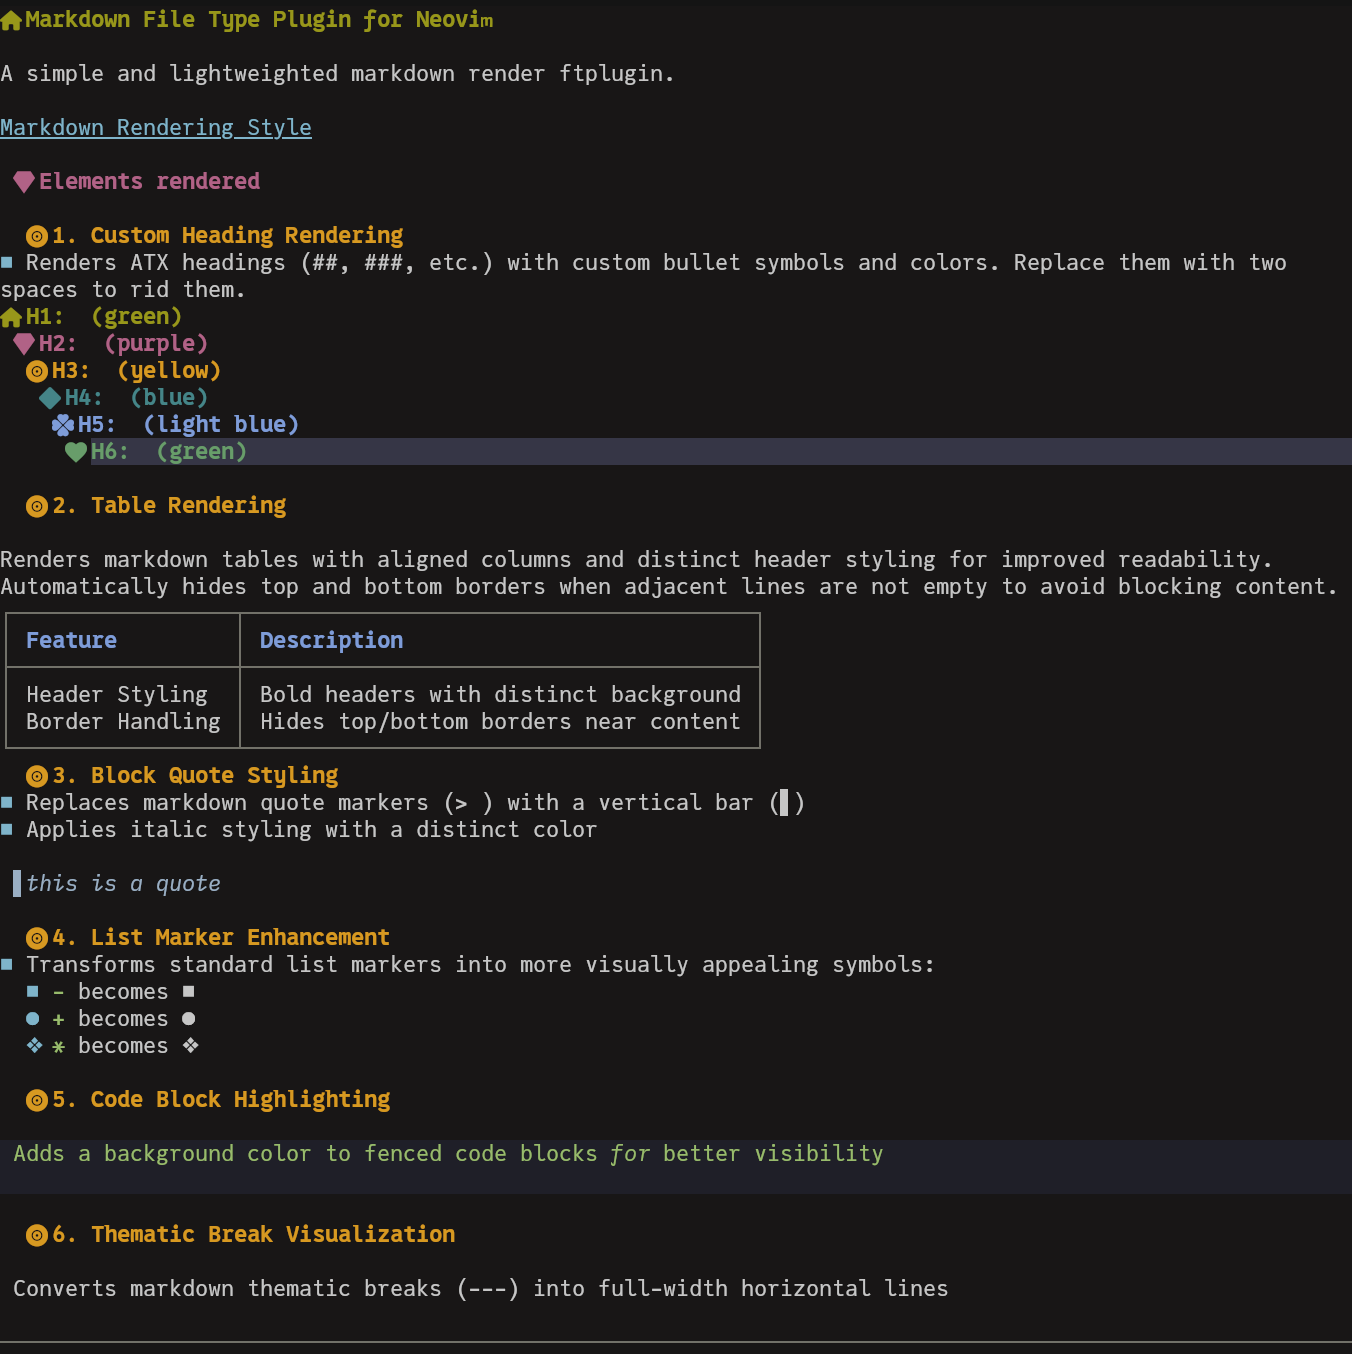 Markdown File Type Plugin for Neovim
A simple and lightweighted markdown render ftplugin.
Markdown Rendering Style
Elements rendered
1. Custom Heading Rendering
■ Renders ATX headings (##, ###, etc.) with custom bullet symbols and colors. Replace them with two
spaces to rid them.
H1:  (green)
H2:  (purple)
H3:  (yellow)
H4:  (blue)
H5:  (light blue)
H6:  (green)
2. Table Rendering
Renders markdown tables with aligned columns and distinct header styling for improved readability.
Automatically hides top and bottom borders when adjacent lines are not empty to avoid blocking content.
Feature Description
Header Styling Bold headers with distinct background
Border Handling Hides top/bottom borders near content
3. Block Quote Styling
■ Replaces markdown quote markers (> ) with a vertical bar (▋)
■ Applies italic styling with a distinct color
▋this is a quote
4. List Marker Enhancement
■ Transforms standard list markers into more visually appealing symbols:
■ - becomes ■
● + becomes ●
❖ * becomes ❖
5. Code Block Highlighting
Adds a background color to fenced code blocks for better visibility
6. Thematic Break Visualization
Converts markdown thematic breaks (---) into full-width horizontal lines